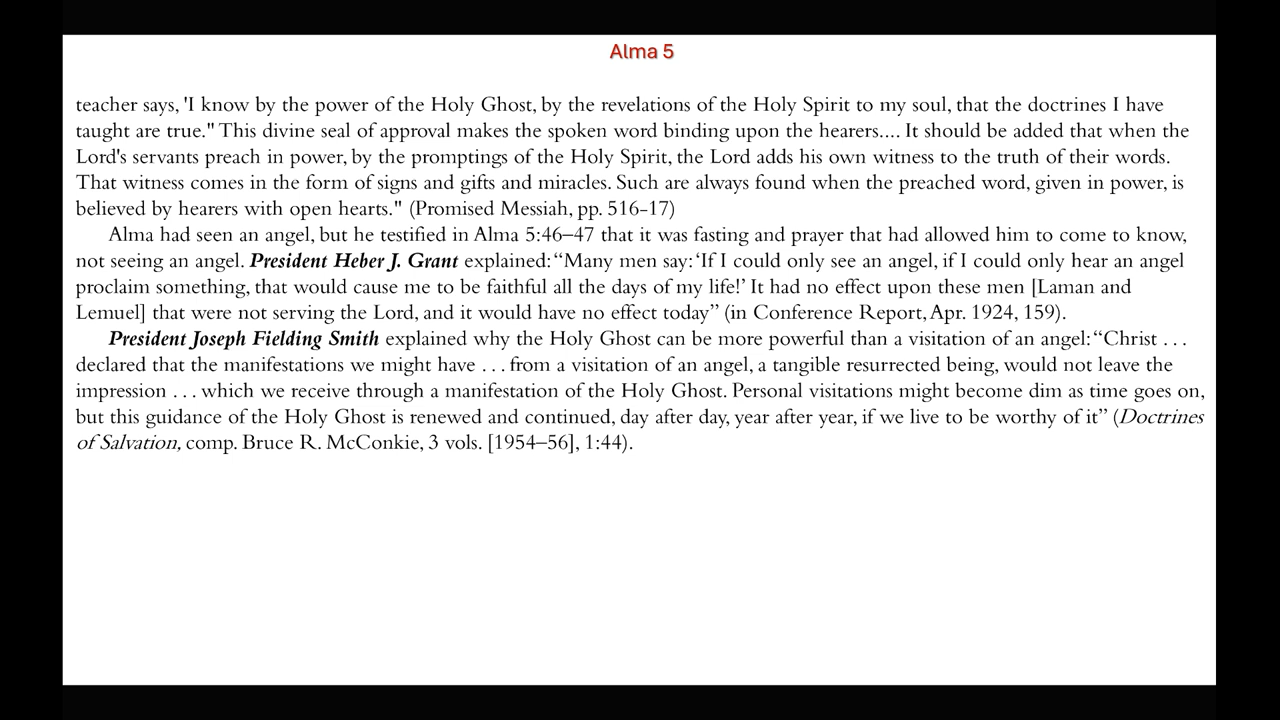 Alma 5
teacher says, 'I know by the power of the Holy Ghost, by the revelations of the Holy Spirit to my soul, that the doctrines I have
taught are true." This divine seal of approval makes the spoken word binding upon the hearers.... It should be added that when the
Lord's servants preach in power, by the promptings of the Holy Spirit, the Lord adds his own witness to the truth of their words.
That witness comes in the form of signs and gifts and miracles. Such are always found when the preached word, given in power, is
believed by hearers with open hearts." (Promised Messiah, pp. 516-17)
Alma had seen an angel, but he testified in Alma 5:46–47 that it was fasting and prayer that had allowed him to come to know,
not seeing an angel. President Heber J. Grant explained: “Many men say: ‘If I could only see an angel, if I could only hear an angel
proclaim something, that would cause me to be faithful all the days of my life!’ It had no effect upon these men [Laman and
Lemuel] that were not serving the Lord, and it would have no effect today” (in Conference Report, Apr. 1924, 159).
President Joseph Fielding Smith explained why the Holy Ghost can be more powerful than a visitation of an angel: “Christ . . .
declared that the manifestations we might have . . . from a visitation of an angel, a tangible resurrected being, would not leave the
impression . . . which we receive through a manifestation of the Holy Ghost. Personal visitations might become dim as time goes on,
but this guidance of the Holy Ghost is renewed and continued, day after day, year after year, if we live to be worthy of it” (Doctrines
of Salvation, comp. Bruce R. McConkie, 3 vols. [1954–56], 1:44).